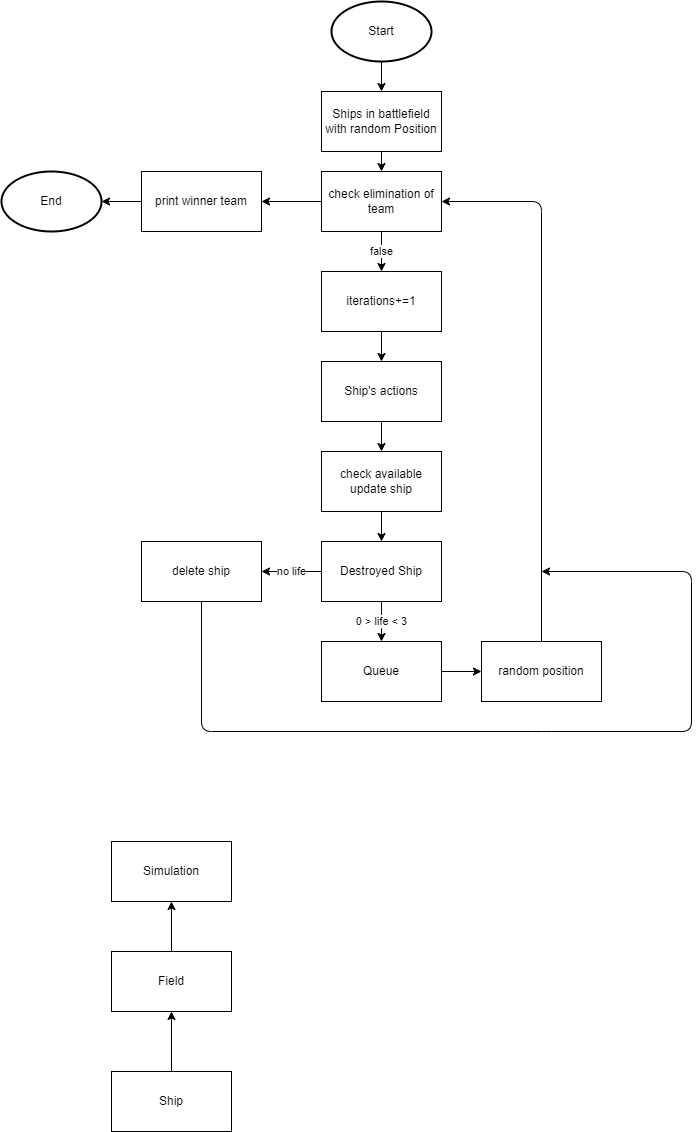 Start
Ships in battlefield
with random Position
End
print winner team
check elimination of
team
false
iterations+=1
Ship's actions
check available
update ship
delete ship
no life
Destroyed Ship
0 > life < 3
Queue
random position
Simulation
Field
Ship